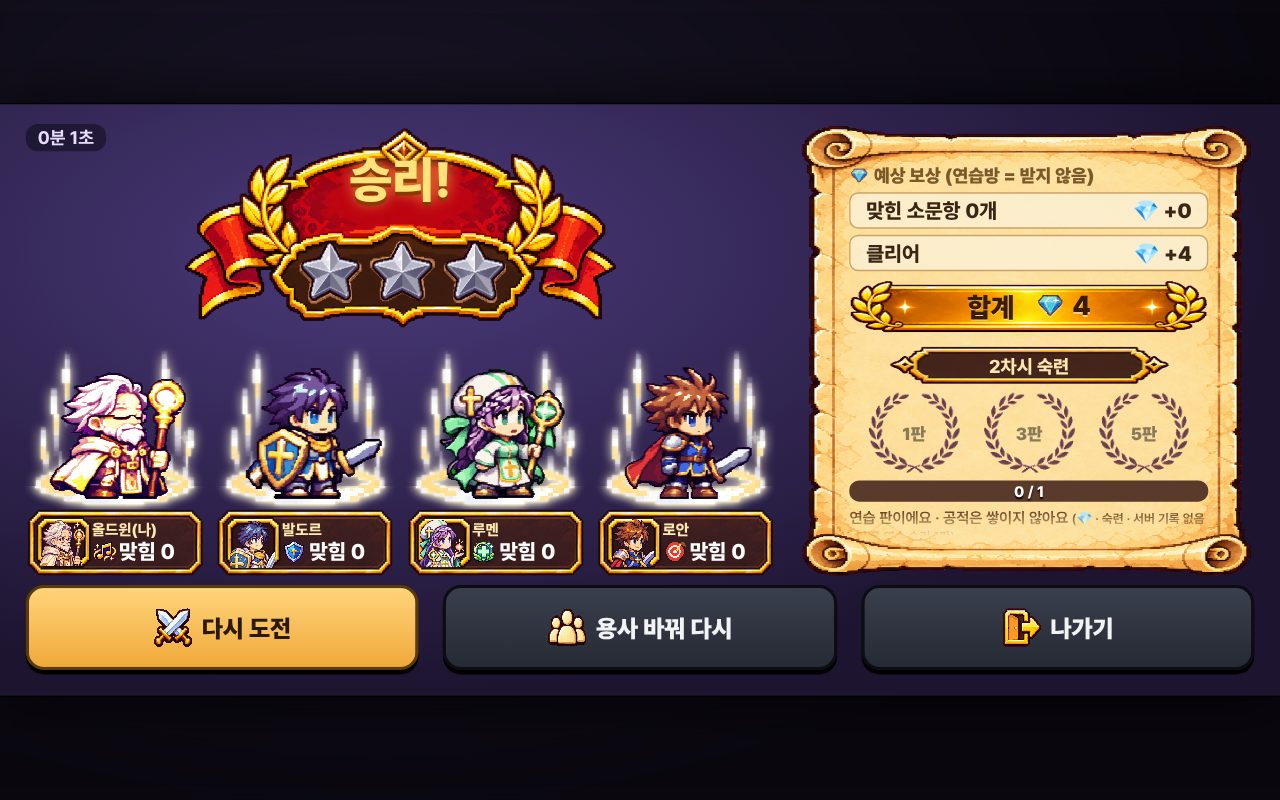 0분 1초
승리!
예상 보상 (연습방 = 받지 않음)
맞힌 소문항 0개 +0
클리어 +4
합계 4
2차시 숙련
1판 3판 5판
0 / 1
연습 판이에요 · 공적은 쌓이지 않아요 ( · 숙련 · 서버 기록 없음
올드윈(나)
맞힘 0
발도르
맞힘 0
루멘
맞힘 0
로안
맞힘 0
다시 도전
용사 바꿔 다시
나가기